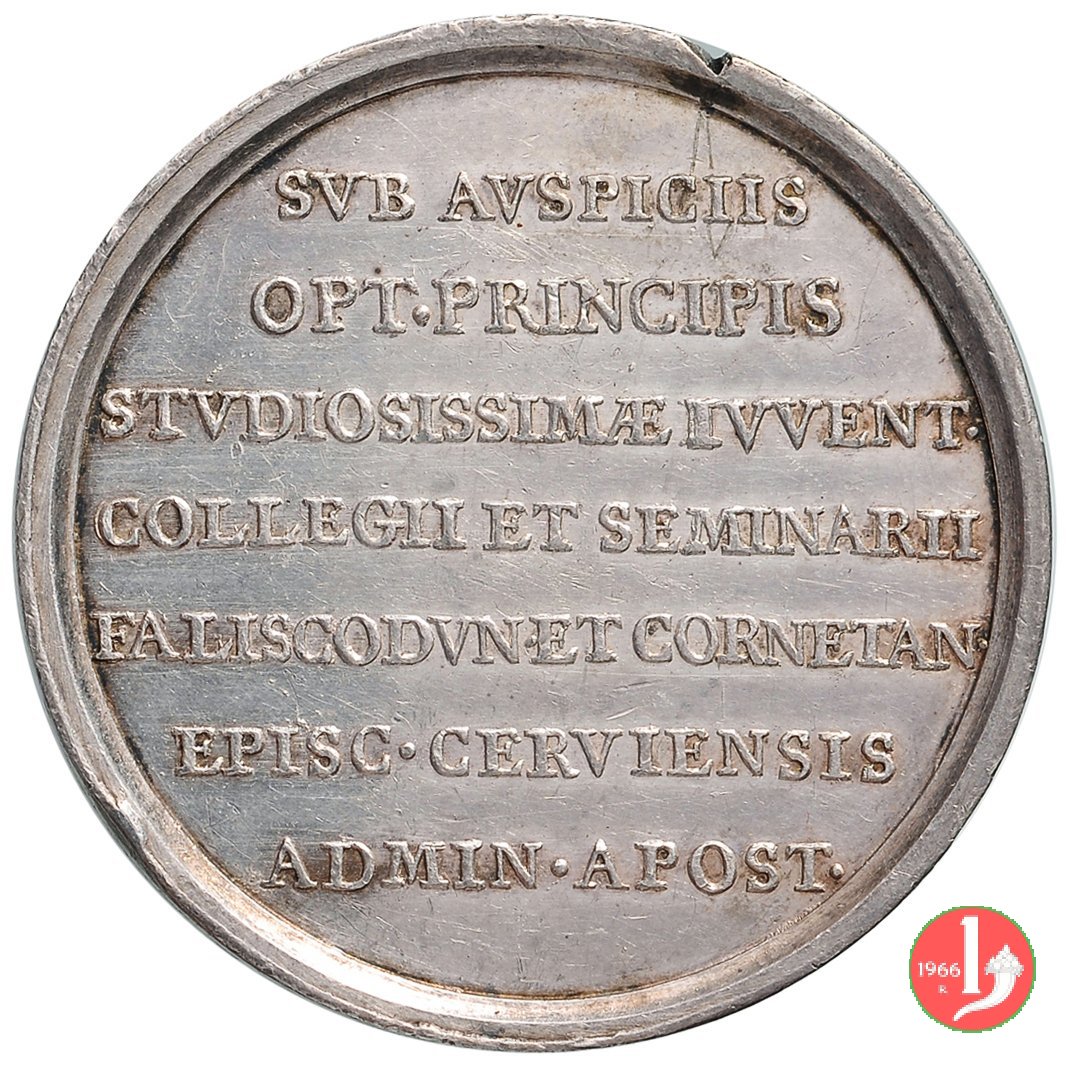 SVB AVSPICIIS
OPT·PRINCIPIS
STVDIOSISSIMÆ IVVENT·
COLLEGII ET SEMINARII
FALISCODVN·ET CORNETAN·
EPISC·CERVIENSIS
ADMIN·APOST·
1966
R